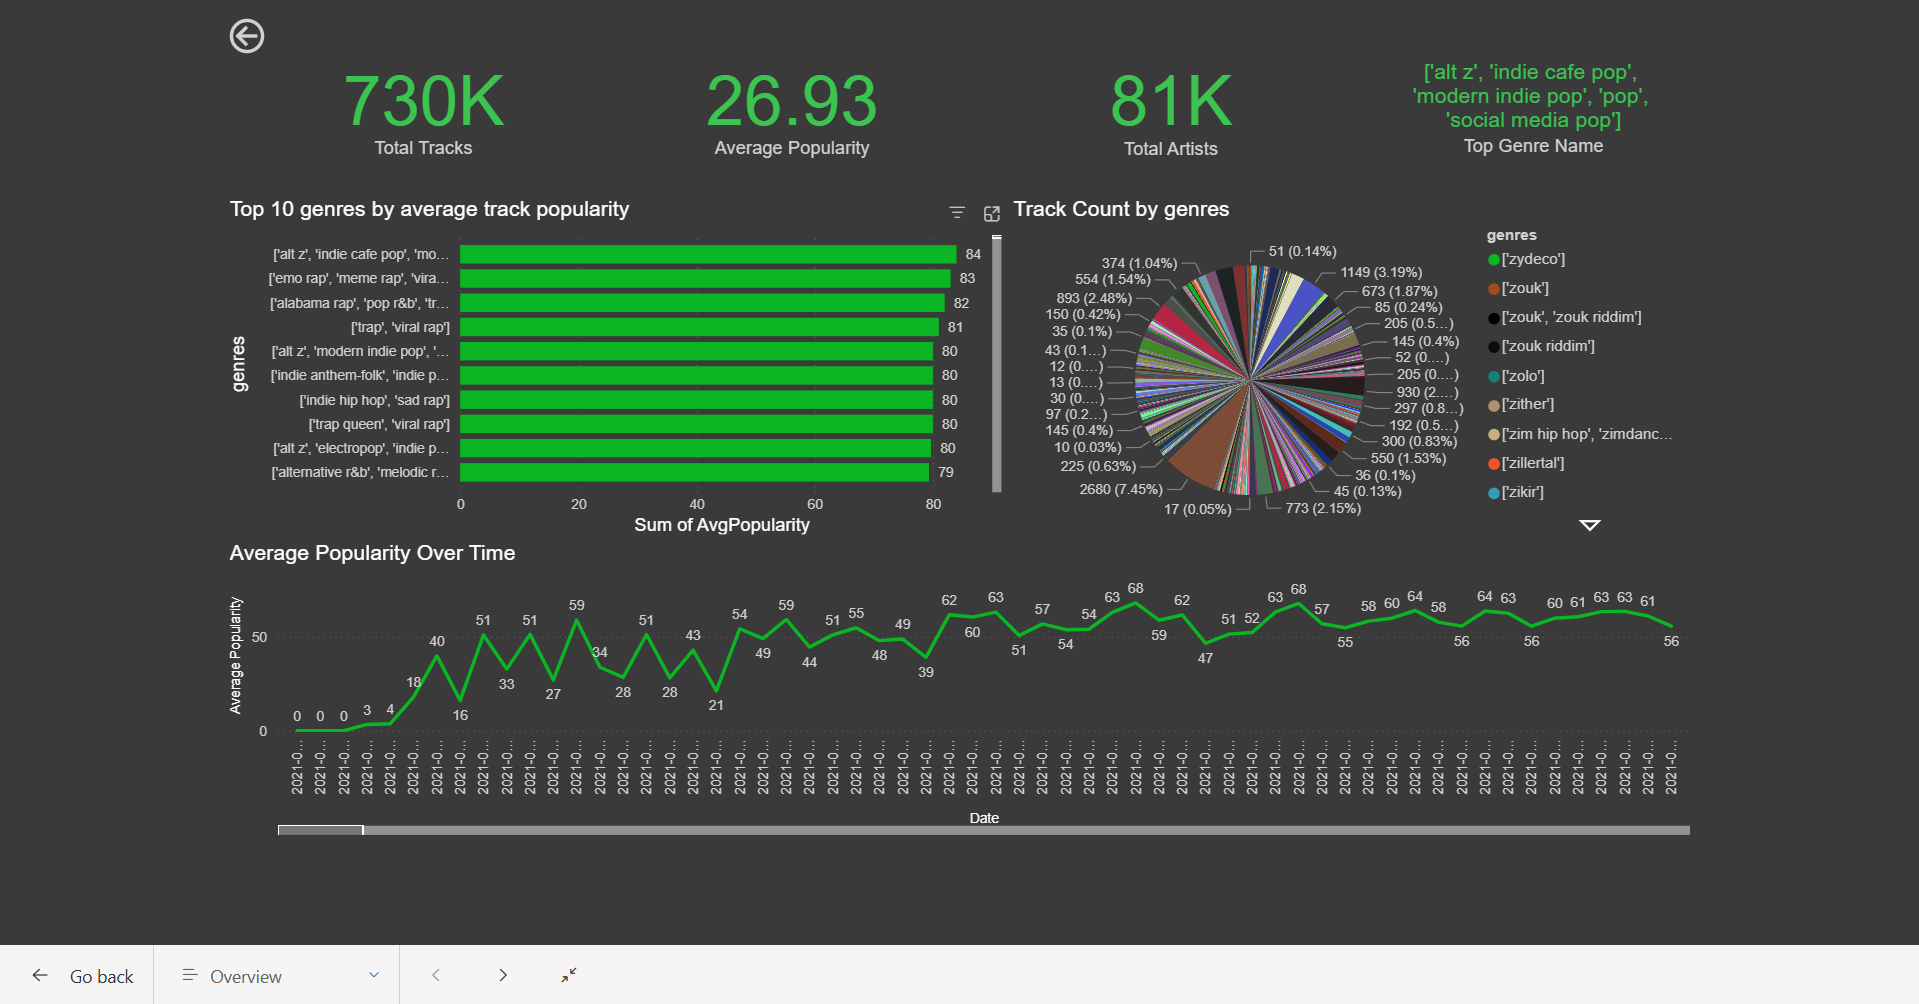 730K
Total Tracks
26.93
Average Popularity
81K
Total Artists
['alt z', 'indie cafe pop',
'modern indie pop', 'pop',
'social media pop']
Top Genre Name
Top 10 genres by average track popularity
genres
['alt z', 'indie cafe pop', 'mo...
84
['emo rap', 'meme rap', 'vira...
83
['alabama rap', 'pop r&b', 'tr...
82
['trap', 'viral rap']
81
['alt z', 'modern indie pop', '...
80
['indie anthem-folk', 'indie p...
80
['indie hip hop', 'sad rap']
80
['trap queen', 'viral rap']
80
['alt z', 'electropop', 'indie p...
80
['alternative r&b', 'melodic r...
79
0 20 40 60 80
Sum of AvgPopularity
Track Count by genres
51 (0.14%)
1149 (3.19%)
673 (1.87%)
85 (0.24%)
205 (0.5...)
145 (0.4%)
52 (0....)
205 (0....)
930 (2....)
297 (0.8...)
192 (0.5...)
300 (0.83%)
550 (1.53%)
36 (0.1%)
45 (0.13%)
773 (2.15%)
17 (0.05%)
2680 (7.45%)
225 (0.63%)
10 (0.03%)
145 (0.4%)
97 (0.2...)
30 (0....)
13 (0....)
12 (0....)
43 (0.1...)
35 (0.1%)
150 (0.42%)
893 (2.48%)
554 (1.54%)
374 (1.04%)
genres
['zydeco']
['zouk']
['zouk', 'zouk riddim']
['zouk riddim']
['zolo']
['zither']
['zim hip hop', 'zimdanc...
['zillertal']
['zikir']
Average Popularity Over Time
Average Popularity
50
0
0 0 0 3 4 18 40 16 51 33 51 27 59 34 28 51 28 43 21 54 49 59 44 51 55 48 49 39 62 60 63 51 57 54 54 63 68 59 62 47 51 52 63 68 57 55 58 60 64 58 56 64 63 56 60 61 63 63 61 56
2021-0... 2021-0... 2021-0... 2021-0... 2021-0... 2021-0... 2021-0... 2021-0... 2021-0... 2021-0... 2021-0... 2021-0... 2021-0... 2021-0... 2021-0... 2021-0... 2021-0... 2021-0... 2021-0... 2021-0... 2021-0... 2021-0... 2021-0... 2021-0... 2021-0... 2021-0... 2021-0... 2021-0... 2021-0... 2021-0... 2021-0... 2021-0... 2021-0... 2021-0... 2021-0... 2021-0... 2021-0... 2021-0... 2021-0... 2021-0... 2021-0... 2021-0... 2021-0... 2021-0... 2021-0... 2021-0... 2021-0... 2021-0... 2021-0... 2021-0... 2021-0... 2021-0... 2021-0... 2021-0... 2021-0... 2021-0... 2021-0... 2021-0... 2021-0... 2021-0...
Date
Go back
Overview